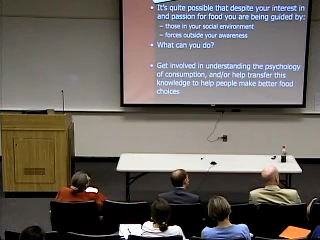 • It's quite possible that despite your interest in
and passion for food you are being guided by:
– those in your social environment
– forces outside your awareness
• What can you do?
• Get involved in understanding the psychology
of consumption, and/or help transfer this
knowledge to help people make better food
choices